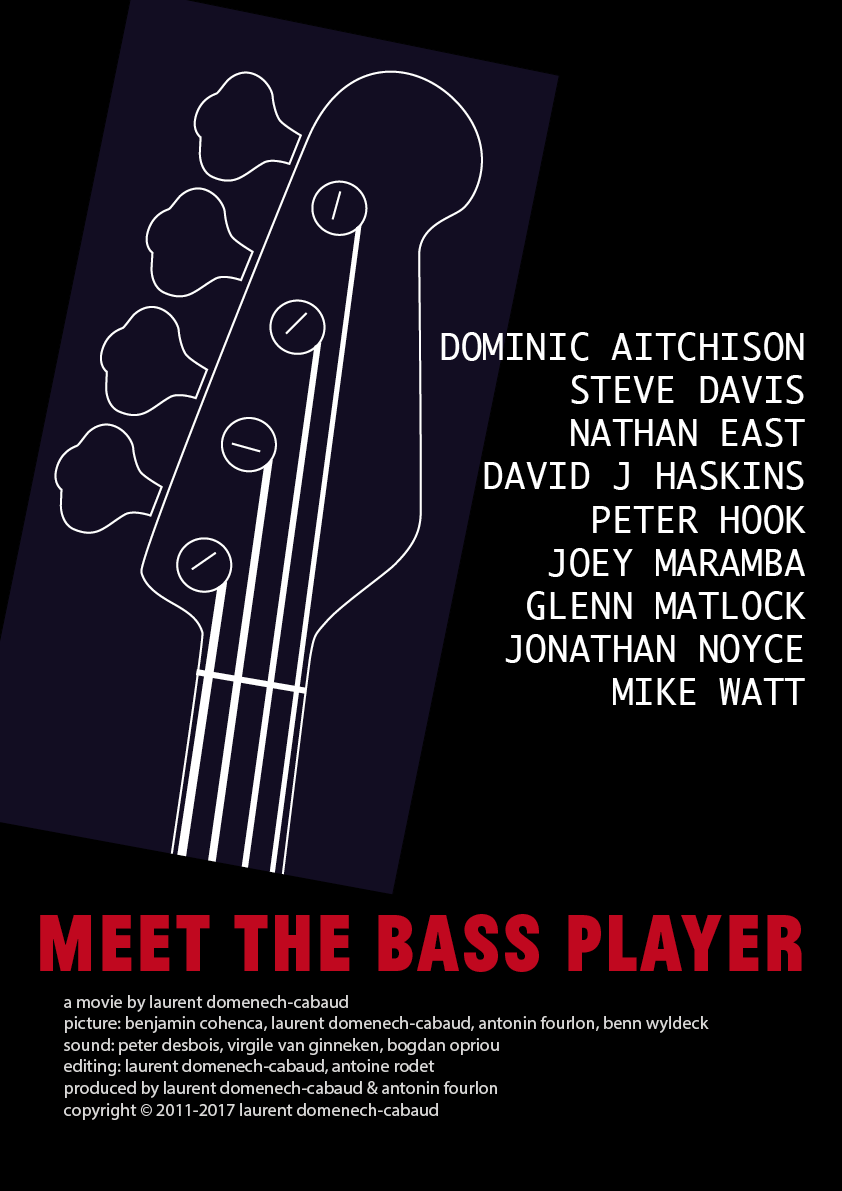 DOMINIC AITCHISON
STEVE DAVIS
NATHAN EAST
DAVID J HASKINS
PETER HOOK
JOEY MARAMBA
GLENN MATLOCK
JONATHAN NOYCE
MIKE WATT
MEET THE BASS PLAYER
a movie by laurent domenech-cabaud
picture: benjamin cohenca, laurent domenech-cabaud, antonin fourlon, benn wyldeck
sound: peter desbois, virgile van ginneken, bogdan opriou
editing: laurent domenech-cabaud, antoine rodet
produced by laurent domenech-cabaud & antonin fourlon
copyright © 2011-2017 laurent domenech-cabaud